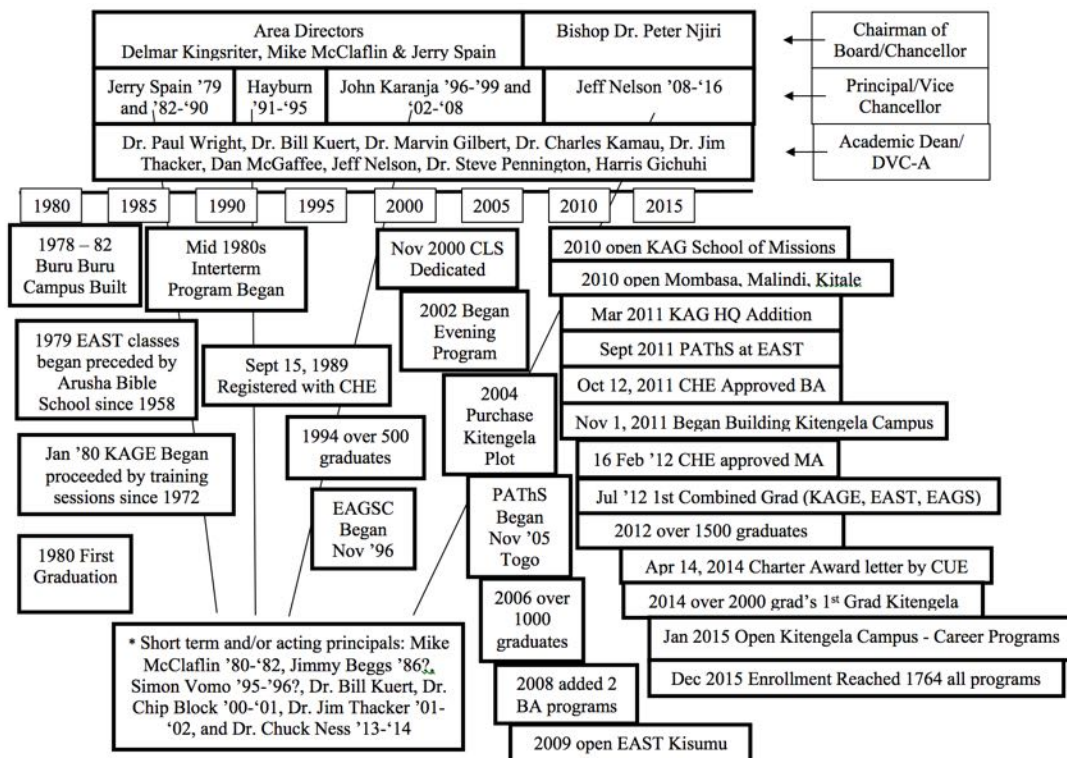 Area Directors
Delmar Kingsriter, Mike McClaflin & Jerry Spain
Bishop Dr. Peter Njiri
Chairman of
Board/Chancellor
Jerry Spain ’79
and ’82-‘90
Hayburn
’91-‘95
John Karanja ’96-‘99 and
‘02-‘08
Jeff Nelson ’08-‘16
Principal/Vice
Chancellor
Dr. Paul Wright, Dr. Bill Kuert, Dr. Marvin Gilbert, Dr. Charles Kamau, Dr. Jim
Thacker, Dan McGaffee, Jeff Nelson, Dr. Steve Pennington, Harris Gichuhi
Academic Dean/
DVC-A
1980
1985
1990
1995
2000
2005
2010
2015
1978 – 82
Buru Buru
Campus Built
1979 EAST classes
began preceded by
Arusha Bible
School since 1958
Jan ’80 KAGE Began
proceeded by training
sessions since 1972
1980 First
Graduation
Mid 1980s
Interterm
Program Began
Sept 15, 1989
Registered with CHE
1994 over 500
graduates
EAGSC
Began
Nov ’96
* Short term and/or acting principals: Mike
McClaflin ’80-‘82, Jimmy Beggs ’86?,
Simon Vomo ’95-’96?, Dr. Bill Kuert, Dr.
Chip Block ’00-‘01, Dr. Jim Thacker ’01-
‘02, and Dr. Chuck Ness ’13-‘14
Nov 2000 CLS
Dedicated
2002 Began
Evening
Program
2004
Purchase
Kitengela
Plot
PAThS
Began
Nov ’05
Togo
2006 over
1000
graduates
2008 added 2
BA programs
2009 open EAST Kisumu
2010 open KAG School of Missions
2010 open Mombasa, Malindi, Kitale
Mar 2011 KAG HQ Addition
Sept 2011 PAThS at EAST
Oct 12, 2011 CHE Approved BA
Nov 1, 2011 Began Building Kitengela Campus
16 Feb ’12 CHE approved MA
Jul ’12 1st Combined Grad (KAGE, EAST, EAGS)
2012 over 1500 graduates
Apr 14, 2014 Charter Award letter by CUE
2014 over 2000 grad’s 1st Grad Kitengela
Jan 2015 Open Kitengela Campus - Career Programs
Dec 2015 Enrollment Reached 1764 all programs